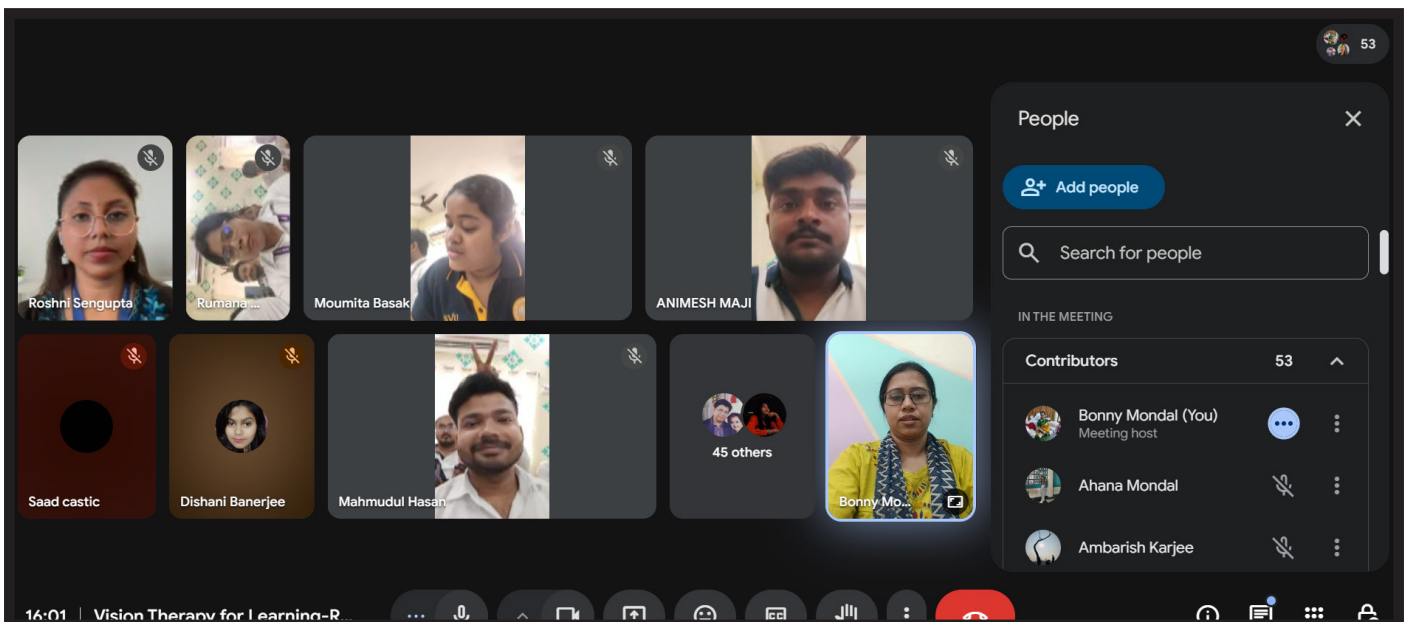 53
People
Add people
Search for people
IN THE MEETING
Contributors 53
Bonny Mondal (You)
Meeting host
Ahana Mondal
Ambarish Karjee
Roshni Sengupta
Rumana ...
Moumita Basak
ANIMESH MAJI
Saad castic
Dishani Banerjee
Mahmudul Hasan
45 others
Bonny Mo...
16:01 | Vision Therapy for Learning-R...
CC